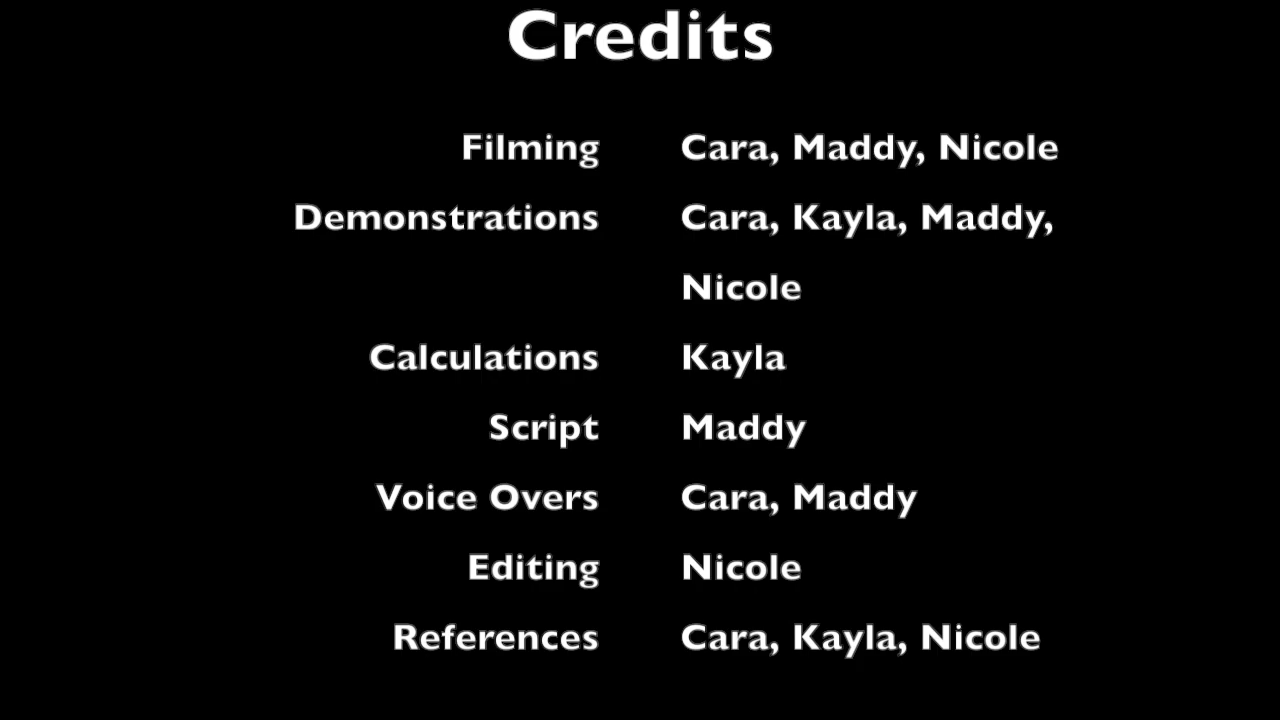 Credits
Filming Cara, Maddy, Nicole
Demonstrations Cara, Kayla, Maddy,
Nicole
Calculations Kayla
Script Maddy
Voice Overs Cara, Maddy
Editing Nicole
References Cara, Kayla, Nicole